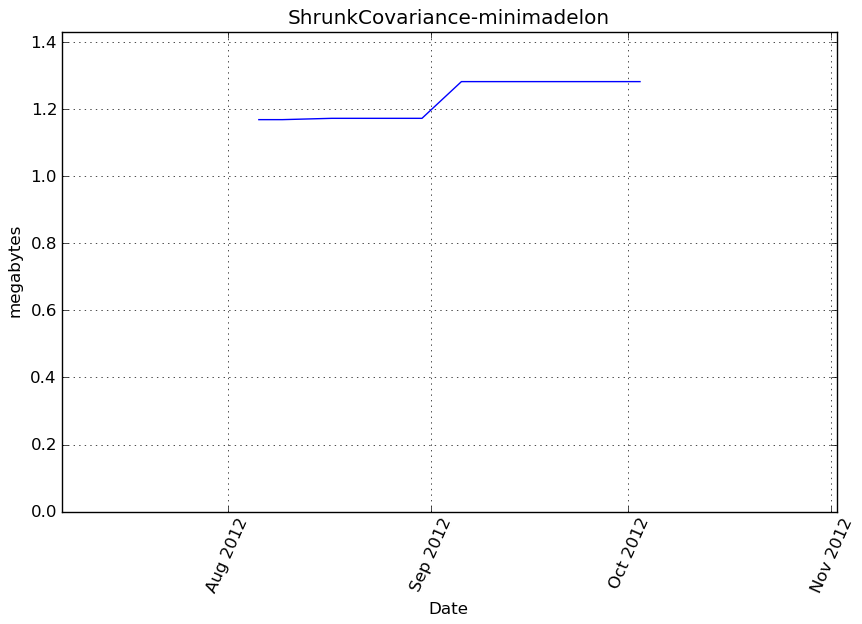 ShrunkCovariance-minimadelon
1.4
1.2
1.0
0.8
0.6
0.4
0.2
0.0
megabytes
Aug 2012
Sep 2012
Oct 2012
Nov 2012
Date